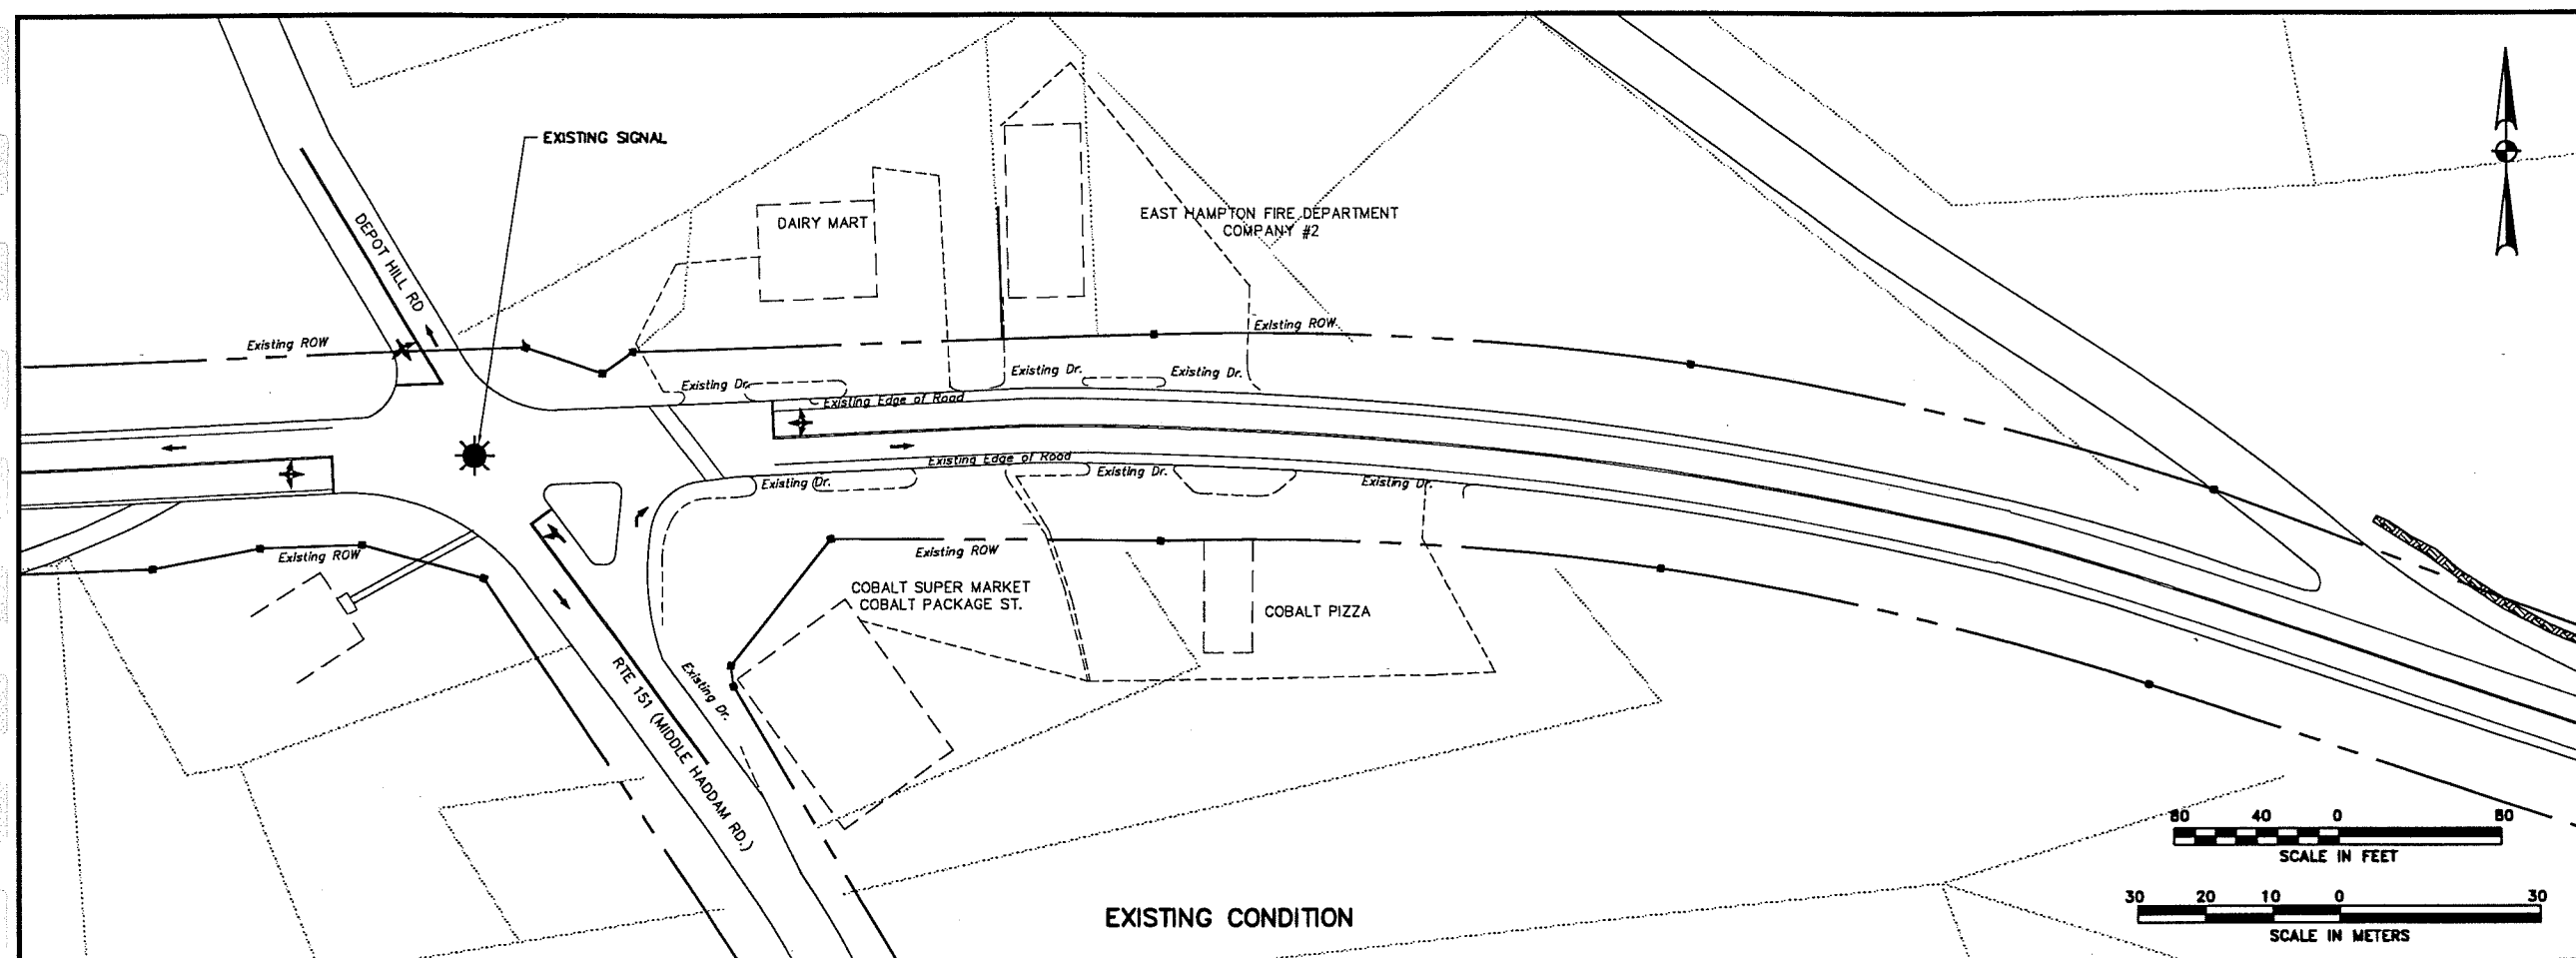 EXISTING SIGNAL
DEPOT HILL RD
DAIRY MART
EAST HAMPTON FIRE DEPARTMENT
COMPANY #2
Existing ROW
Existing ROW
Existing Dr.
Existing Dr.
Existing Dr.
Existing Edge of Road
Existing Edge of Road
Existing Dr.
Existing Dr.
Existing Dr.
Existing ROW
Existing ROW
COBALT SUPER MARKET
COBALT PACKAGE ST.
COBALT PIZZA
Existing Dr.
RTE 151 (MIDDLE HADDAM RD.)
80 40 0 80
SCALE IN FEET
30 20 10 0 30
SCALE IN METERS
EXISTING CONDITION